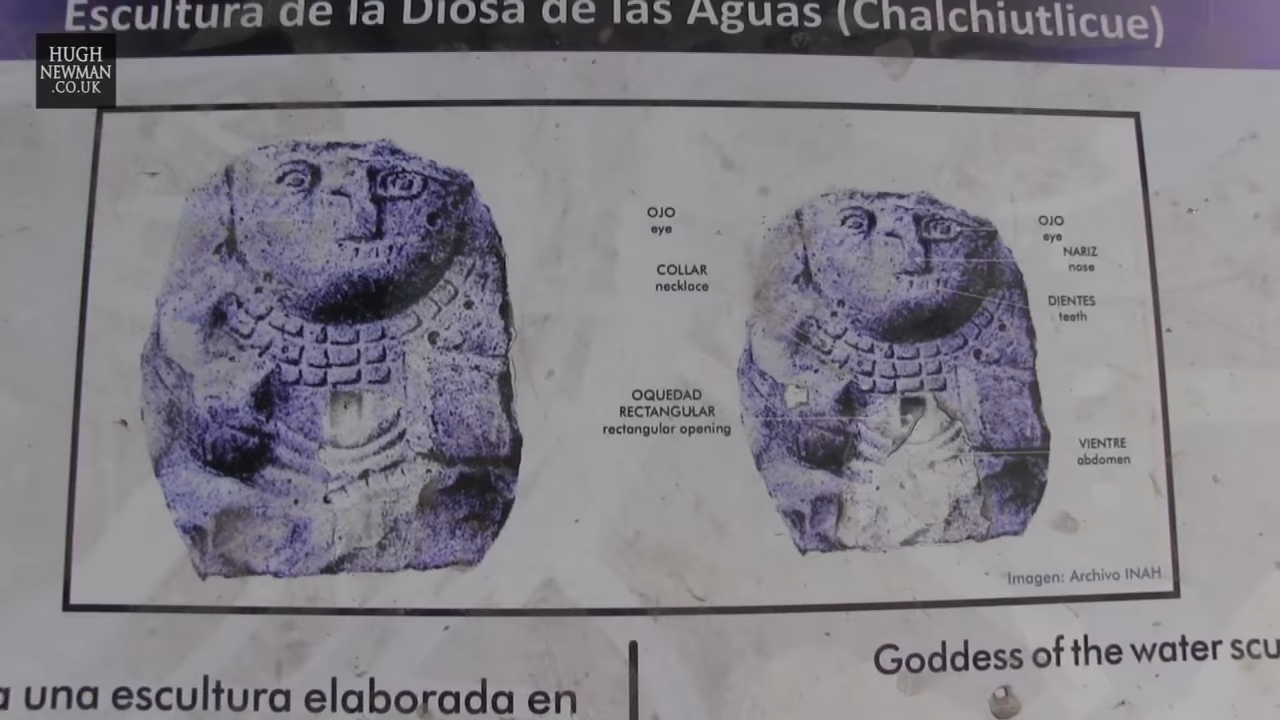 Escultura de la Diosa de las Aguas (Chalchiutlicue)
HUGH
NEWMAN
.CO.UK
OJO
eye
COLLAR
necklace
OQUEDAD
RECTANGULAR
rectangular opening
OJO
eye
NARIZ
nose
DIENTES
teeth
VIENTRE
abdomen
Imagen: Archivo INAH
a una escultura elaborada en
Goddess of the water scu